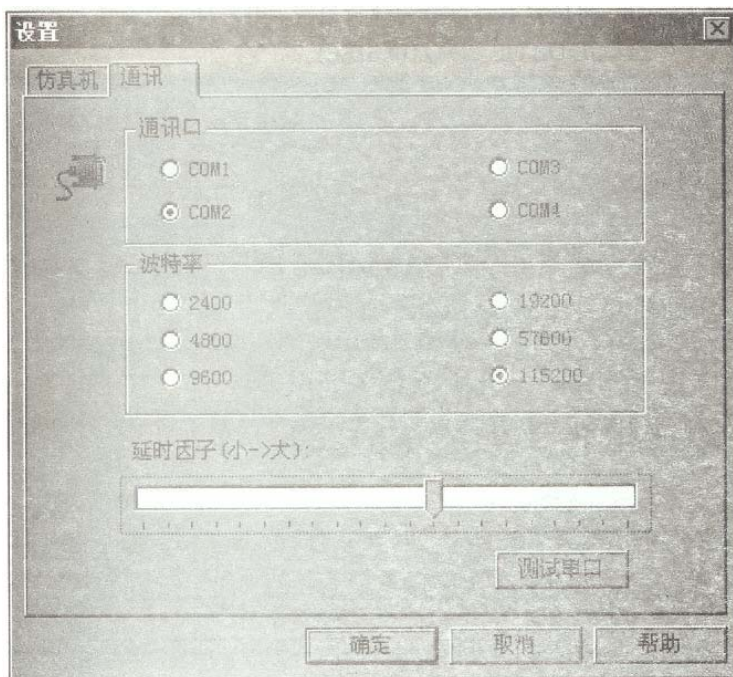 设置
仿真机 通讯
通讯口
COM1 COM3
COM2 COM4
波特率
2400 19200
4800 57600
9600 115200
延时因子(小->大):
调试串口
确定 取消 帮助